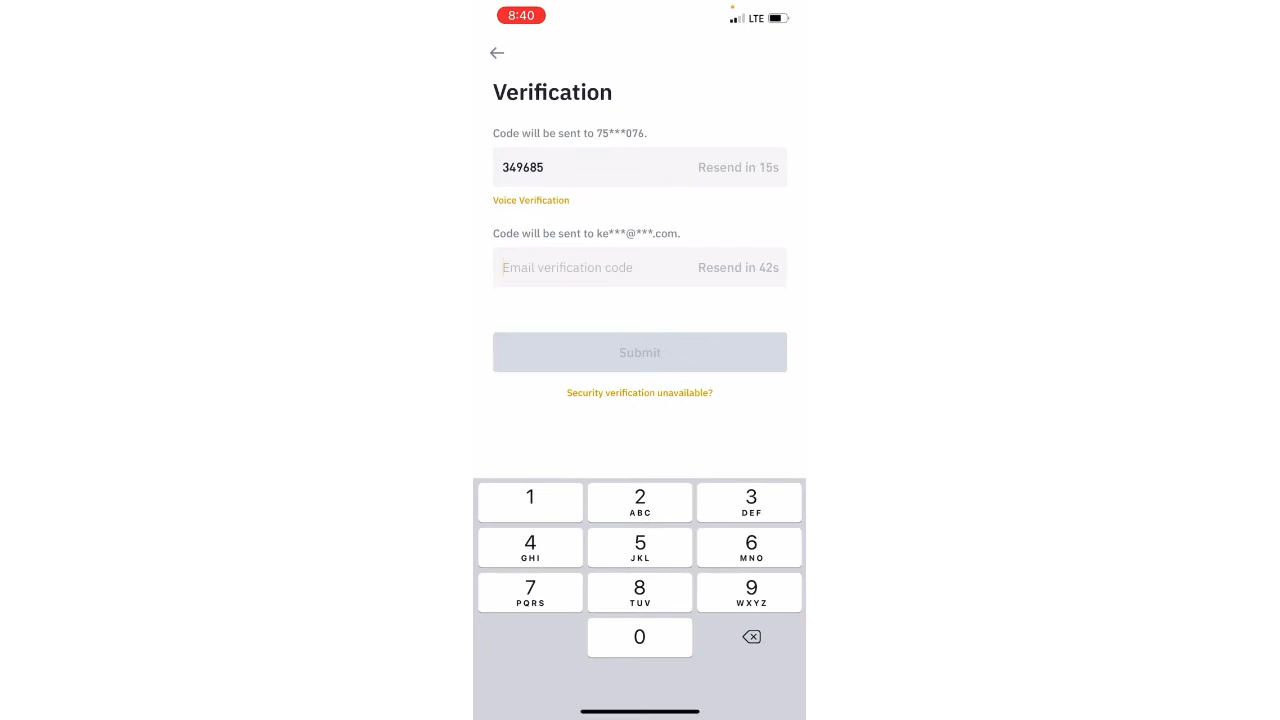 8:40
LTE
Verification
Code will be sent to 75***076.
349685 Resend in 15s
Voice Verification
Code will be sent to ke***@***.com.
Email verification code Resend in 42s
Submit
Security verification unavailable?
1 2 3
ABC DEF
4 5 6
GHI JKL MNO
7 8 9
PQRS TUV WXYZ
0